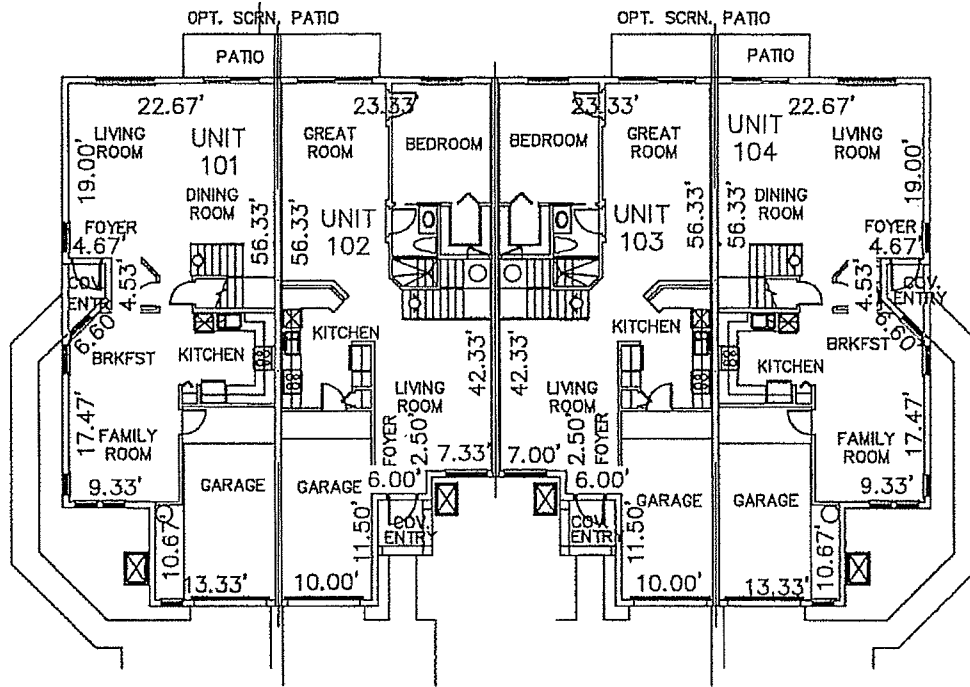 OPT. SCRN. PATIO
OPT. SCRN. PATIO
PATIO
PATIO
22.67'
23.33'
23.33'
22.67'
LIVING
ROOM
UNIT
101
GREAT
ROOM
BEDROOM
BEDROOM
GREAT
ROOM
UNIT
104
LIVING
ROOM
19.00'
19.00'
DINING
ROOM
DINING
ROOM
56.33'
56.33'
UNIT
102
UNIT
103
56.33'
56.33'
FOYER
4.67'
FOYER
4.67'
COV.
ENTRY
4.53'
4.53'
COV.
ENTRY
6.60
6.60
BRKFST
KITCHEN
KITCHEN
KITCHEN
KITCHEN
BRKFST
42.33'
42.33'
LIVING
ROOM
LIVING
ROOM
17.47'
17.47'
FAMILY
ROOM
FAMILY
ROOM
FOYER
2.50'
2.50'
FOYER
7.33'
7.00'
9.33'
GARAGE
GARAGE
6.00'
6.00'
GARAGE
GARAGE
9.33'
COV.
ENTRY
COV.
ENTRY
10.67'
11.50'
11.50'
10.67'
13.33'
10.00'
10.00'
13.33'